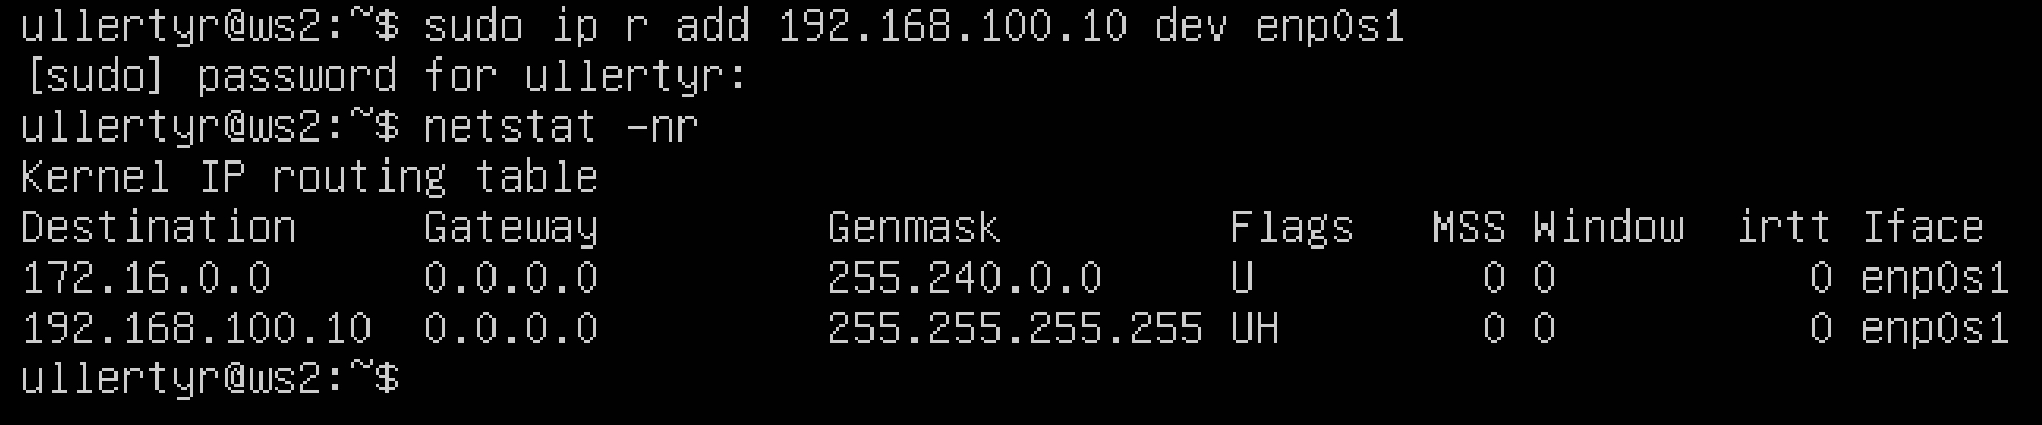 ullertyr@ws2:~$ sudo ip r add 192.168.100.10 dev enp0s1
[sudo] password for ullertyr:
ullertyr@ws2:~$ netstat -nr
Kernel IP routing table
Destination     Gateway         Genmask         Flags   MSS Window  irtt Iface
172.16.0.0      0.0.0.0         255.240.0.0     U         0 0          0 enp0s1
192.168.100.10  0.0.0.0         255.255.255.255 UH        0 0          0 enp0s1
ullertyr@ws2:~$